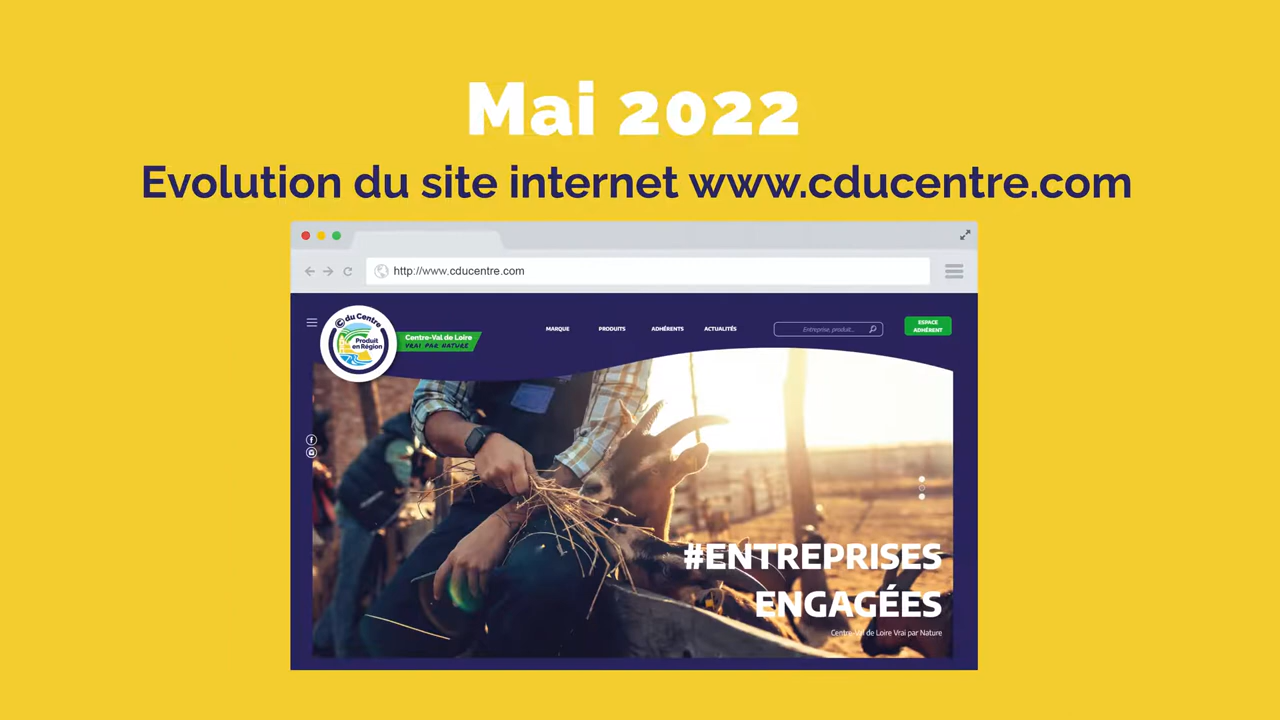 Mai 2022
Evolution du site internet www.cducentre.com
http://www.cducentre.com
© du Centre
Produit
en Région
Centre-Val de Loire
VRAI PAR NATURE
MARQUE
PRODUITS
ADHÉRENTS
ACTUALITÉS
Entreprise, produit...
ESPACE
ADHÉRENT
#ENTREPRISES
ENGAGÉES
Centre-Val de Loire Vrai par Nature